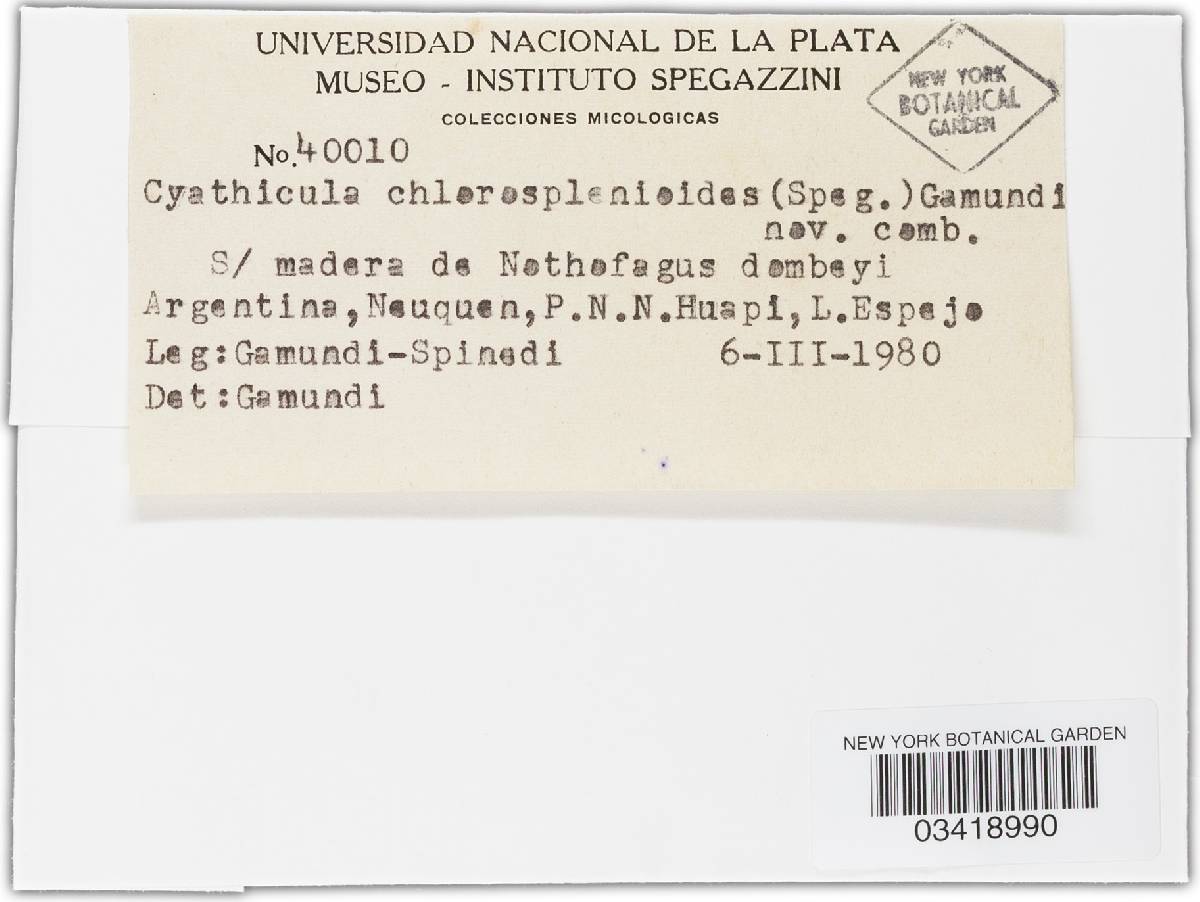 UNIVERSIDAD NACIONAL DE LA PLATA
MUSEO - INSTITUTO SPEGAZZINI
COLECCIONES MICOLOGICAS
NEW YORK
BOTANICAL
GARDEN
No. 40010
Cyathicula chlorosplenioides (Speg.) Gamundi
nov. comb.
S/ madera de Nothofagus dombeyi
Argentina, Neuquen, P.N.N.Huapi, L.Espejo
Leg: Gamundi-Spinedi 6-III-1980
Det: Gamundi
NEW YORK BOTANICAL GARDEN
03418990